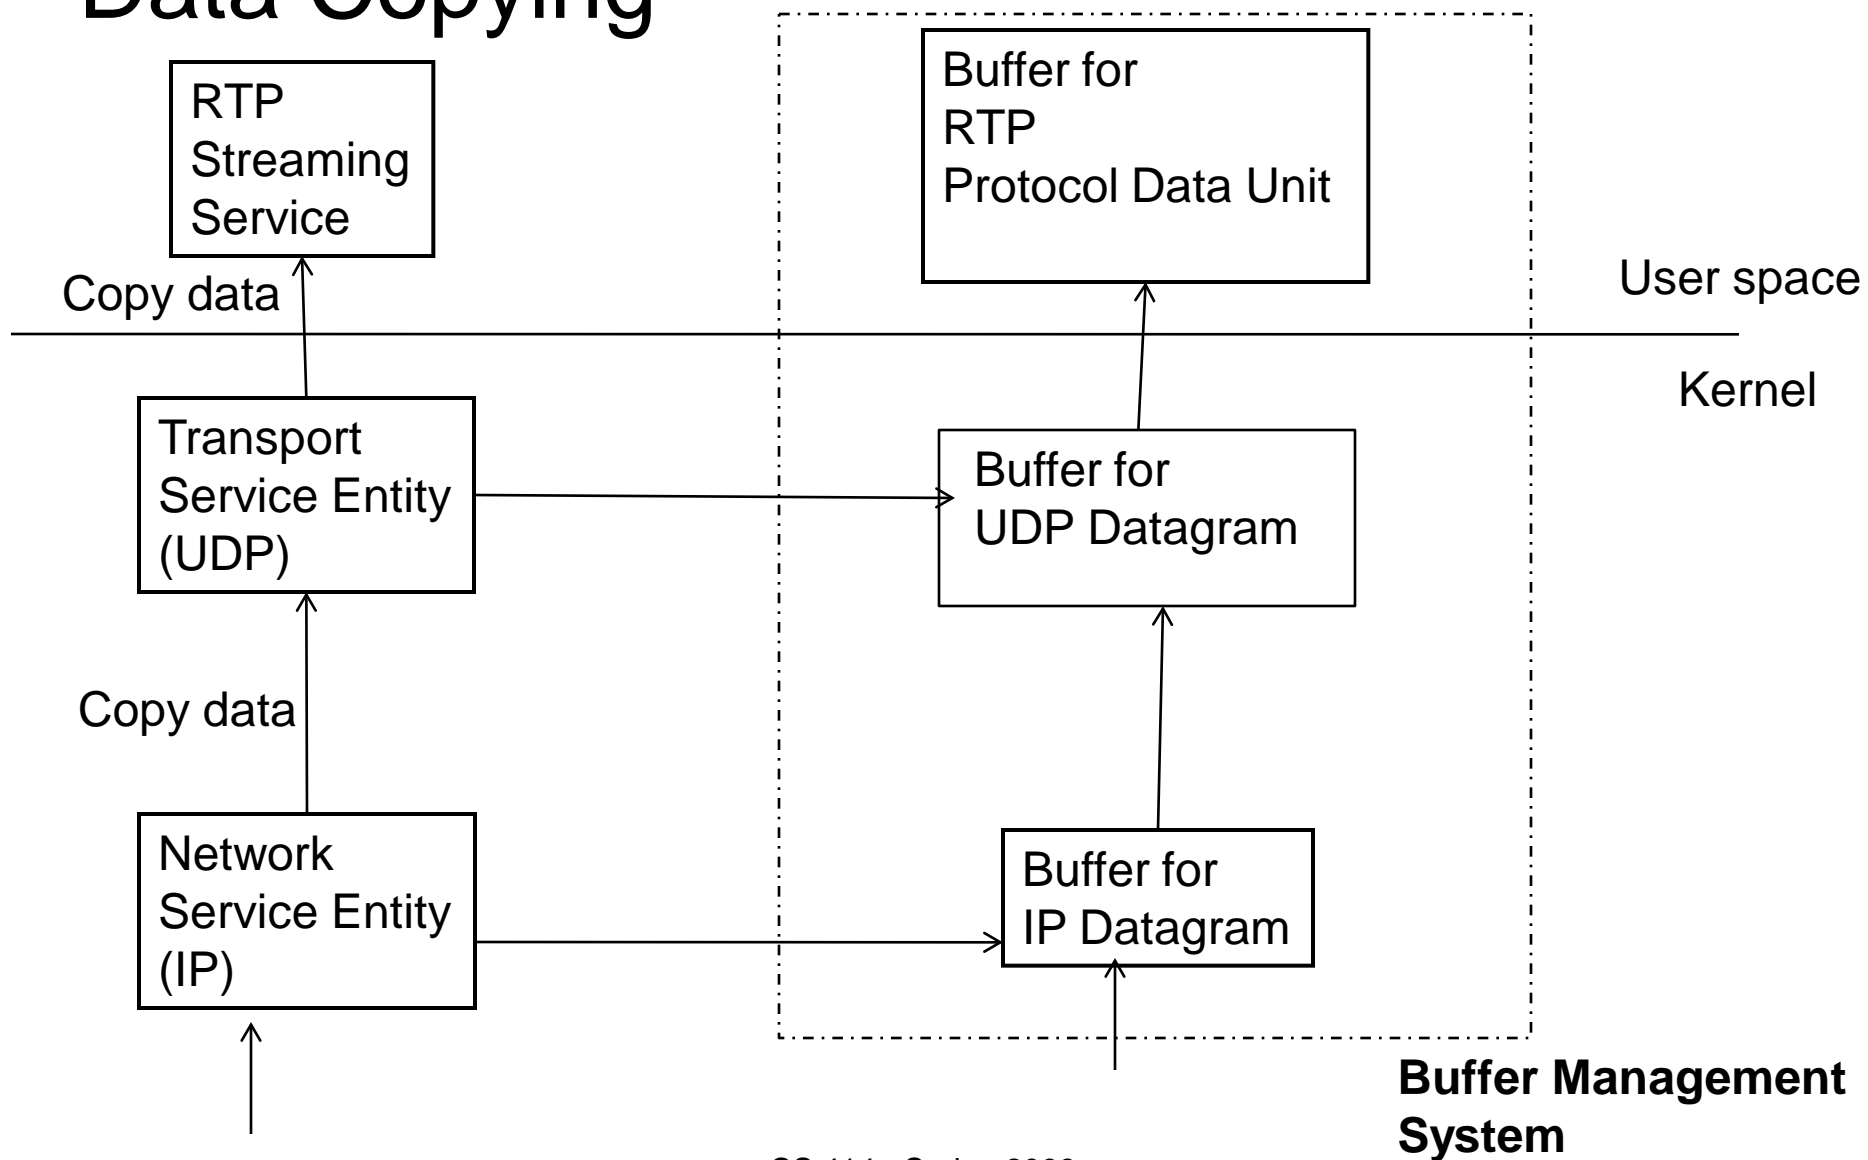 Data Copying
RTP
Streaming
Service
Buffer for
RTP
Protocol Data Unit
Copy data
User space
Kernel
Transport
Service Entity
(UDP)
Buffer for
UDP Datagram
Copy data
Network
Service Entity
(IP)
Buffer for
IP Datagram
Buffer Management
System